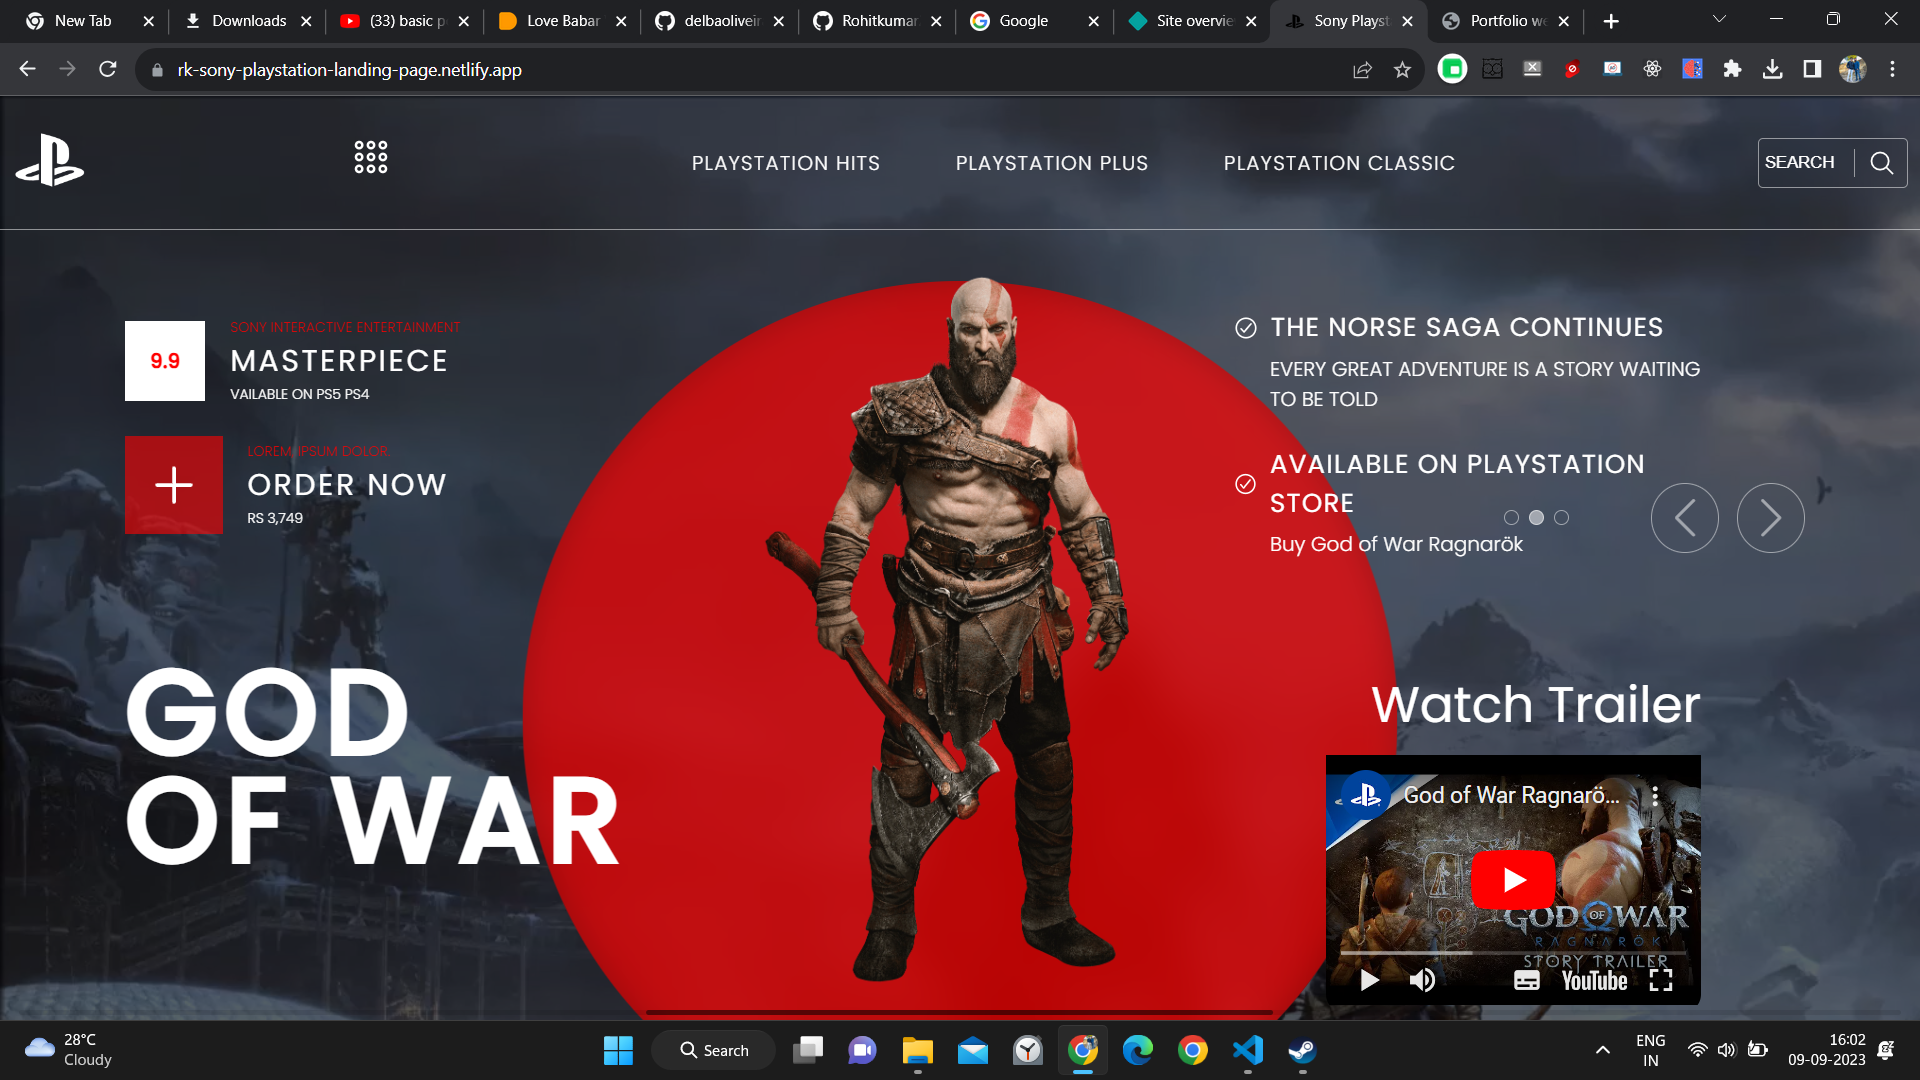 New Tab
Downloads
(33) basic p
Love Babar
delbaoliveir
Rohitkumar
Google
Site overvie
Sony Playst
Portfolio we
rk-sony-playstation-landing-page.netlify.app
PLAYSTATION HITS
PLAYSTATION PLUS
PLAYSTATION CLASSIC
SEARCH
9.9
SONY INTERACTIVE ENTERTAINMENT
MASTERPIECE
VAILABLE ON PS5 PS4
LOREM, IPSUM DOLOR.
ORDER NOW
RS 3,749
THE NORSE SAGA CONTINUES
EVERY GREAT ADVENTURE IS A STORY WAITING
TO BE TOLD
AVAILABLE ON PLAYSTATION
STORE
Buy God of War Ragnarök
GOD
OF WAR
Watch Trailer
God of War Ragnarö...
GOD OF WAR
RAGNARÖK
STORY TRAILER
YouTube
28°C
Cloudy
Search
ENG
IN
16:02
09-09-2023